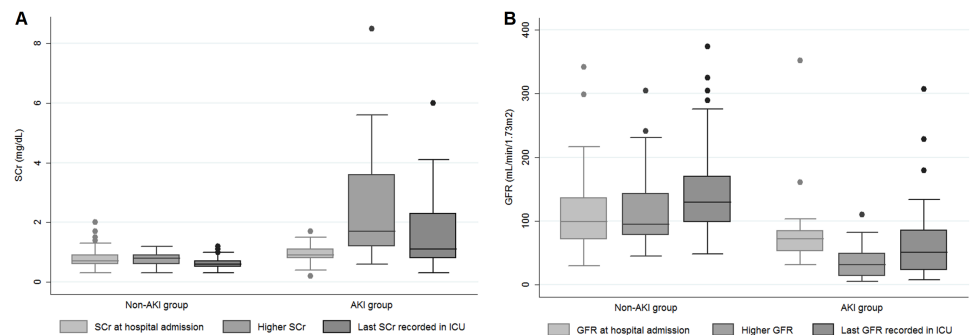 A
SCr (mg/dL)
8
6
4
2
0
Non-AKI group
AKI group
SCr at hospital admission
Higher SCr
Last SCr recorded in ICU
B
GFR (mL/min/1.73m2)
400
300
200
100
0
Non-AKI group
AKI group
GFR at hospital admission
Higher GFR
Last GFR recorded in ICU